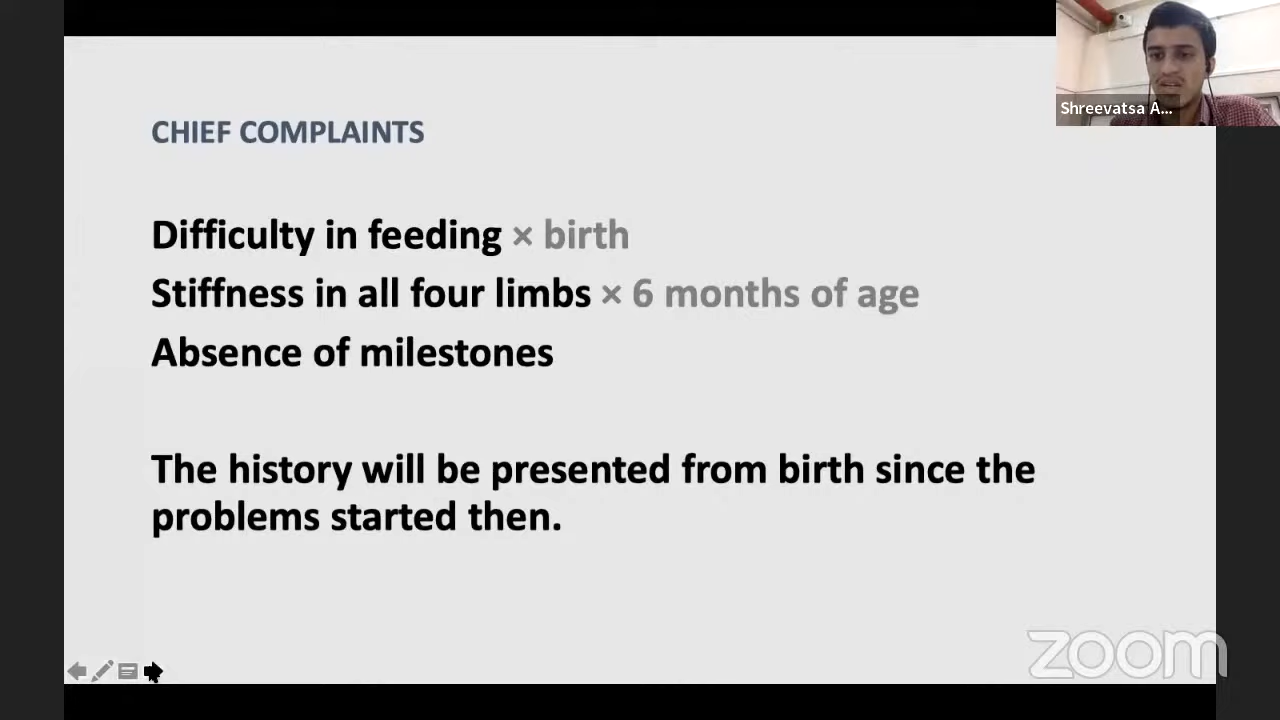 Shreevatsa A...
CHIEF COMPLAINTS
Difficulty in feeding × birth
Stiffness in all four limbs × 6 months of age
Absence of milestones
The history will be presented from birth since the
problems started then.
zoom